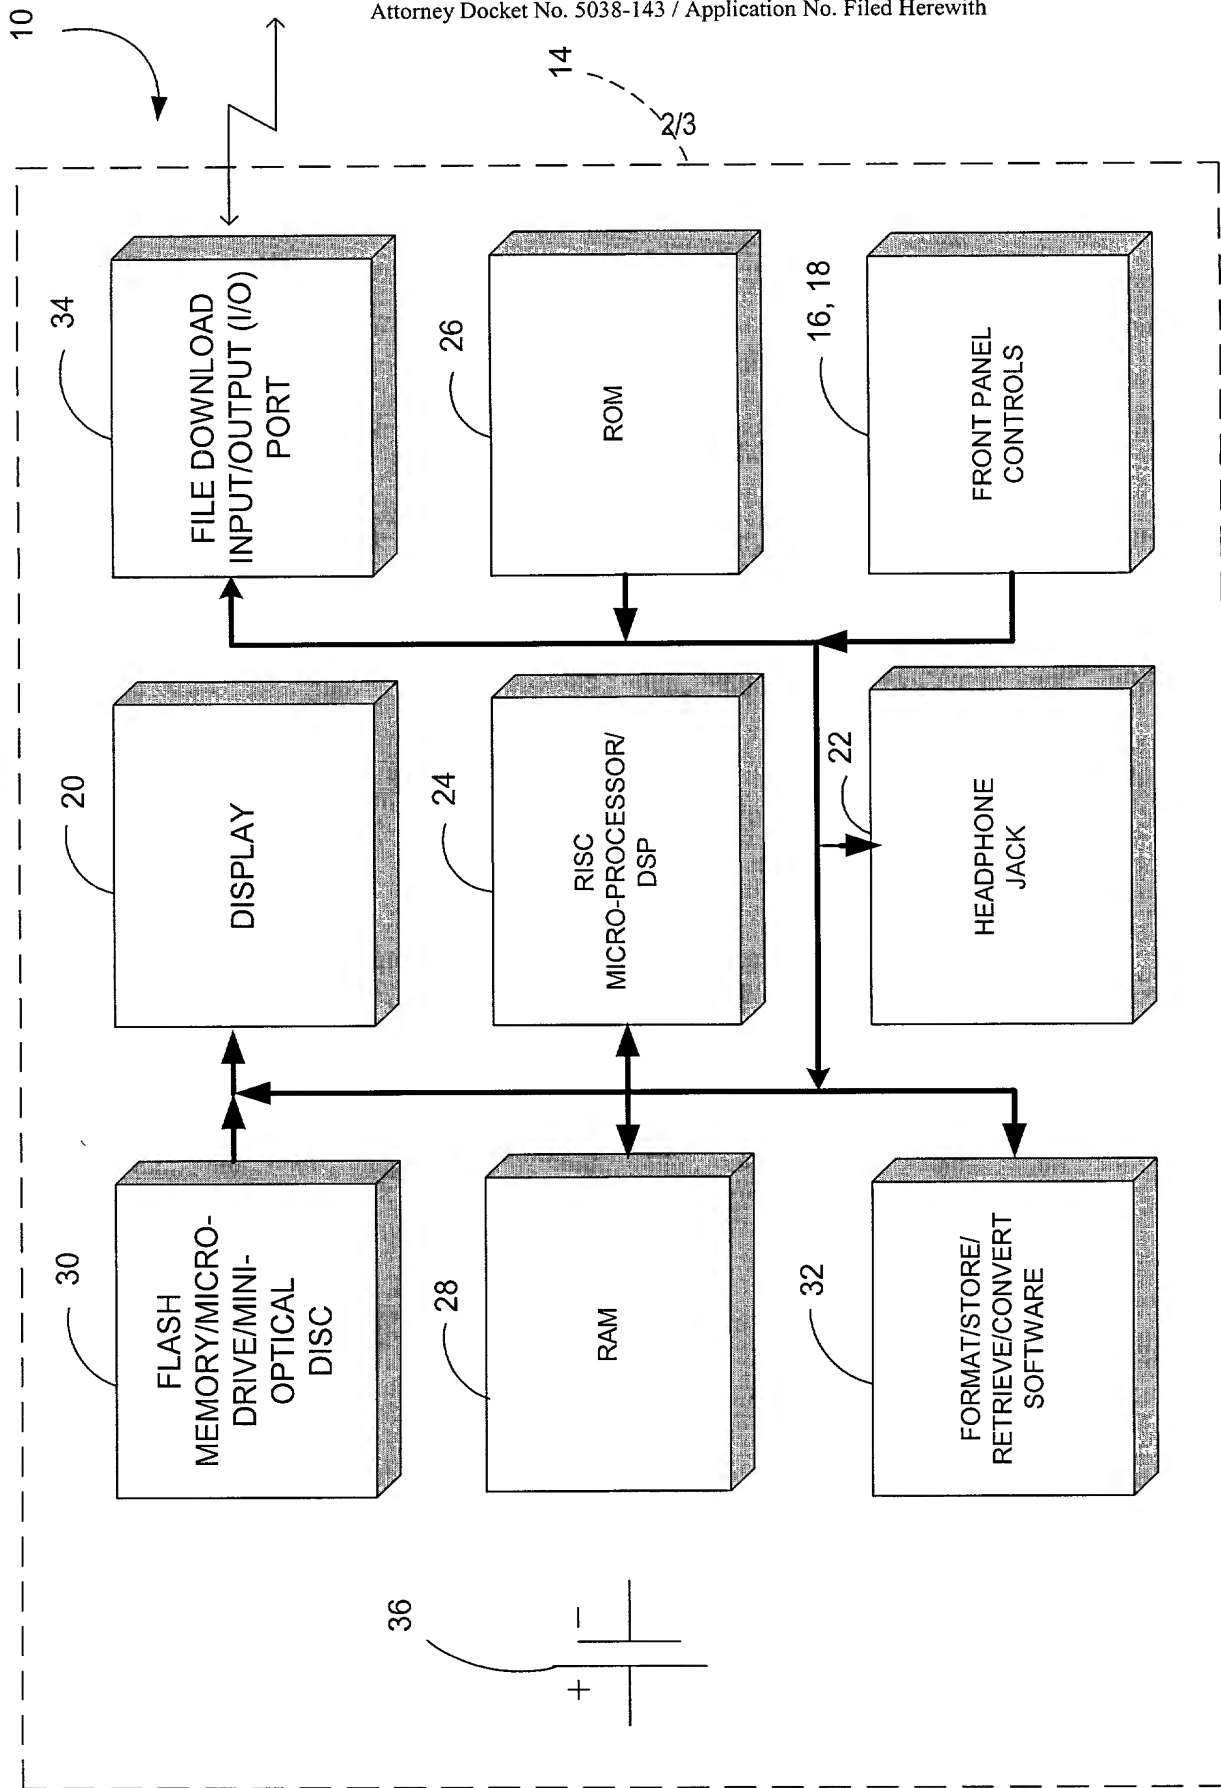 Attorney Docket No. 5038-143 / Application No. Filed Herewith
2/3
10
14
30
FLASH
MEMORY/MICRO-
DRIVE/MINI-
OPTICAL
DISC
20
DISPLAY
34
FILE DOWNLOAD
INPUT/OUTPUT (I/O)
PORT
36
+ −
28
RAM
24
RISC
MICRO-PROCESSOR/
DSP
26
ROM
32
FORMAT/STORE/
RETRIEVE/CONVERT
SOFTWARE
22
HEADPHONE
JACK
16, 18
FRONT PANEL
CONTROLS